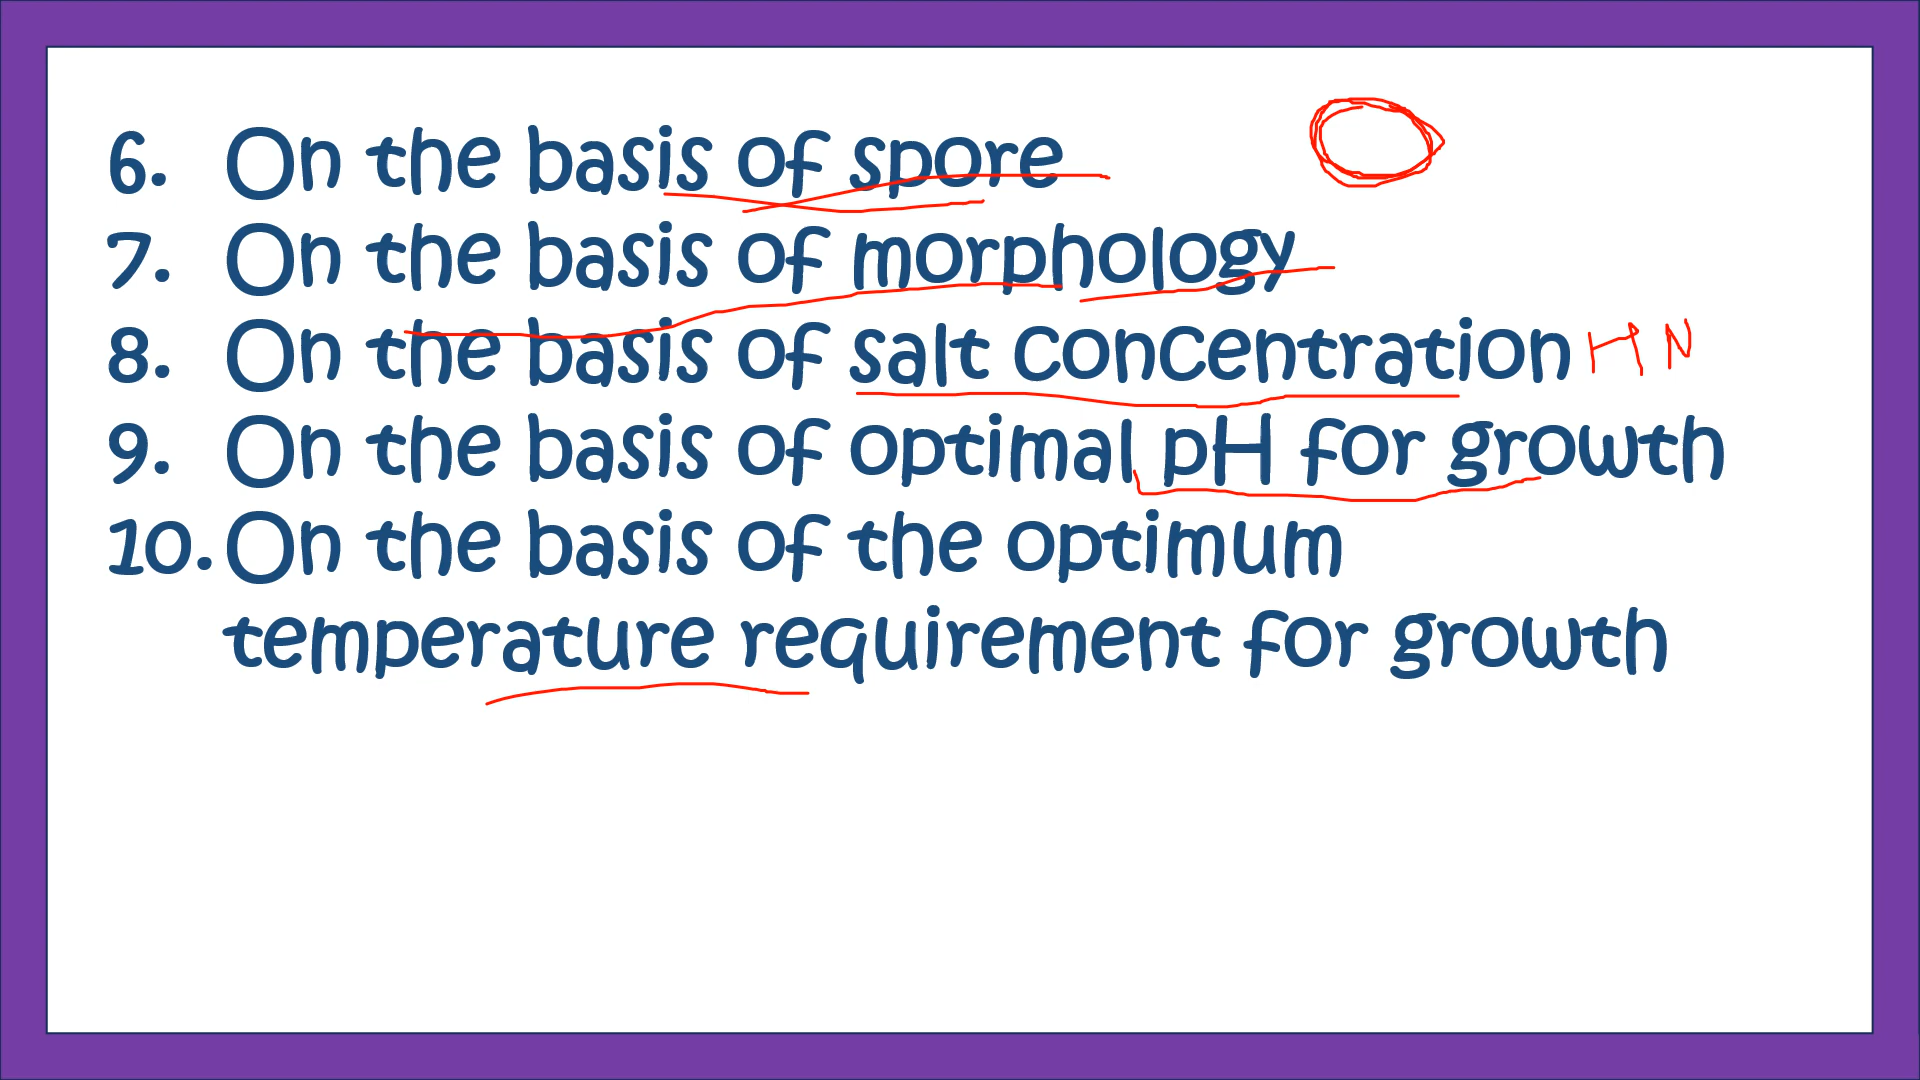 6. On the basis of spore
7. On the basis of morphology
8. On the basis of salt concentration H N
9. On the basis of optimal pH for growth
10. On the basis of the optimum
temperature requirement for growth